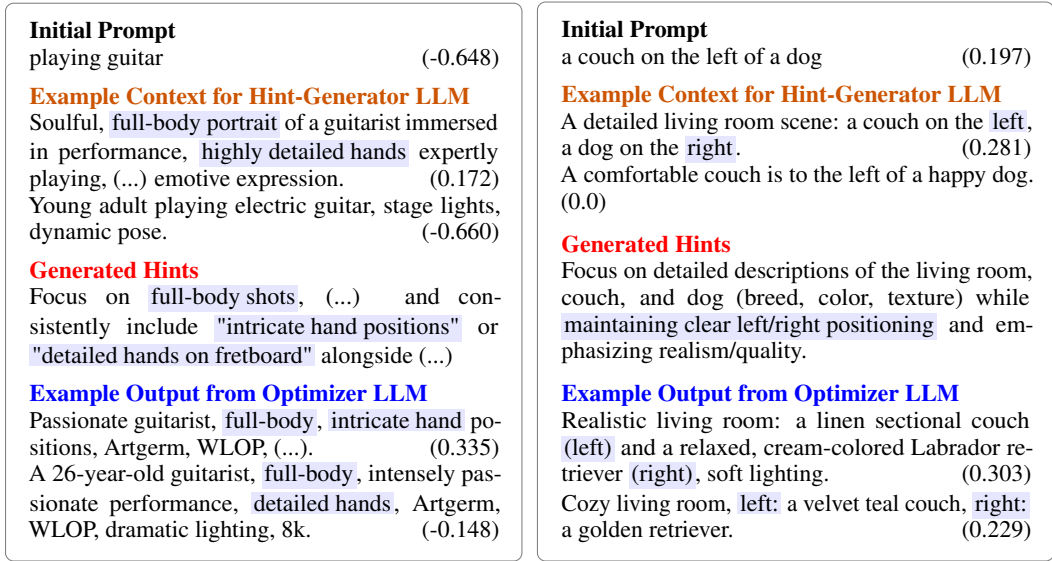 Initial Prompt
playing guitar (-0.648)
Example Context for Hint-Generator LLM
Soulful, full-body portrait of a guitarist immersed
in performance, highly detailed hands expertly
playing, (...) emotive expression. (0.172)
Young adult playing electric guitar, stage lights,
dynamic pose. (-0.660)
Generated Hints
Focus on full-body shots, (...) and con-
sistently include "intricate hand positions" or
"detailed hands on fretboard" alongside (...)
Example Output from Optimizer LLM
Passionate guitarist, full-body, intricate hand po-
sitions, Artgerm, WLOP, (...). (0.335)
A 26-year-old guitarist, full-body, intensely pas-
sionate performance, detailed hands, Artgerm,
WLOP, dramatic lighting, 8k. (-0.148)
Initial Prompt
a couch on the left of a dog (0.197)
Example Context for Hint-Generator LLM
A detailed living room scene: a couch on the left,
a dog on the right. (0.281)
A comfortable couch is to the left of a happy dog.
(0.0)
Generated Hints
Focus on detailed descriptions of the living room,
couch, and dog (breed, color, texture) while
maintaining clear left/right positioning and em-
phasizing realism/quality.
Example Output from Optimizer LLM
Realistic living room: a linen sectional couch
(left) and a relaxed, cream-colored Labrador re-
triever (right), soft lighting. (0.303)
Cozy living room, left: a velvet teal couch, right:
a golden retriever. (0.229)